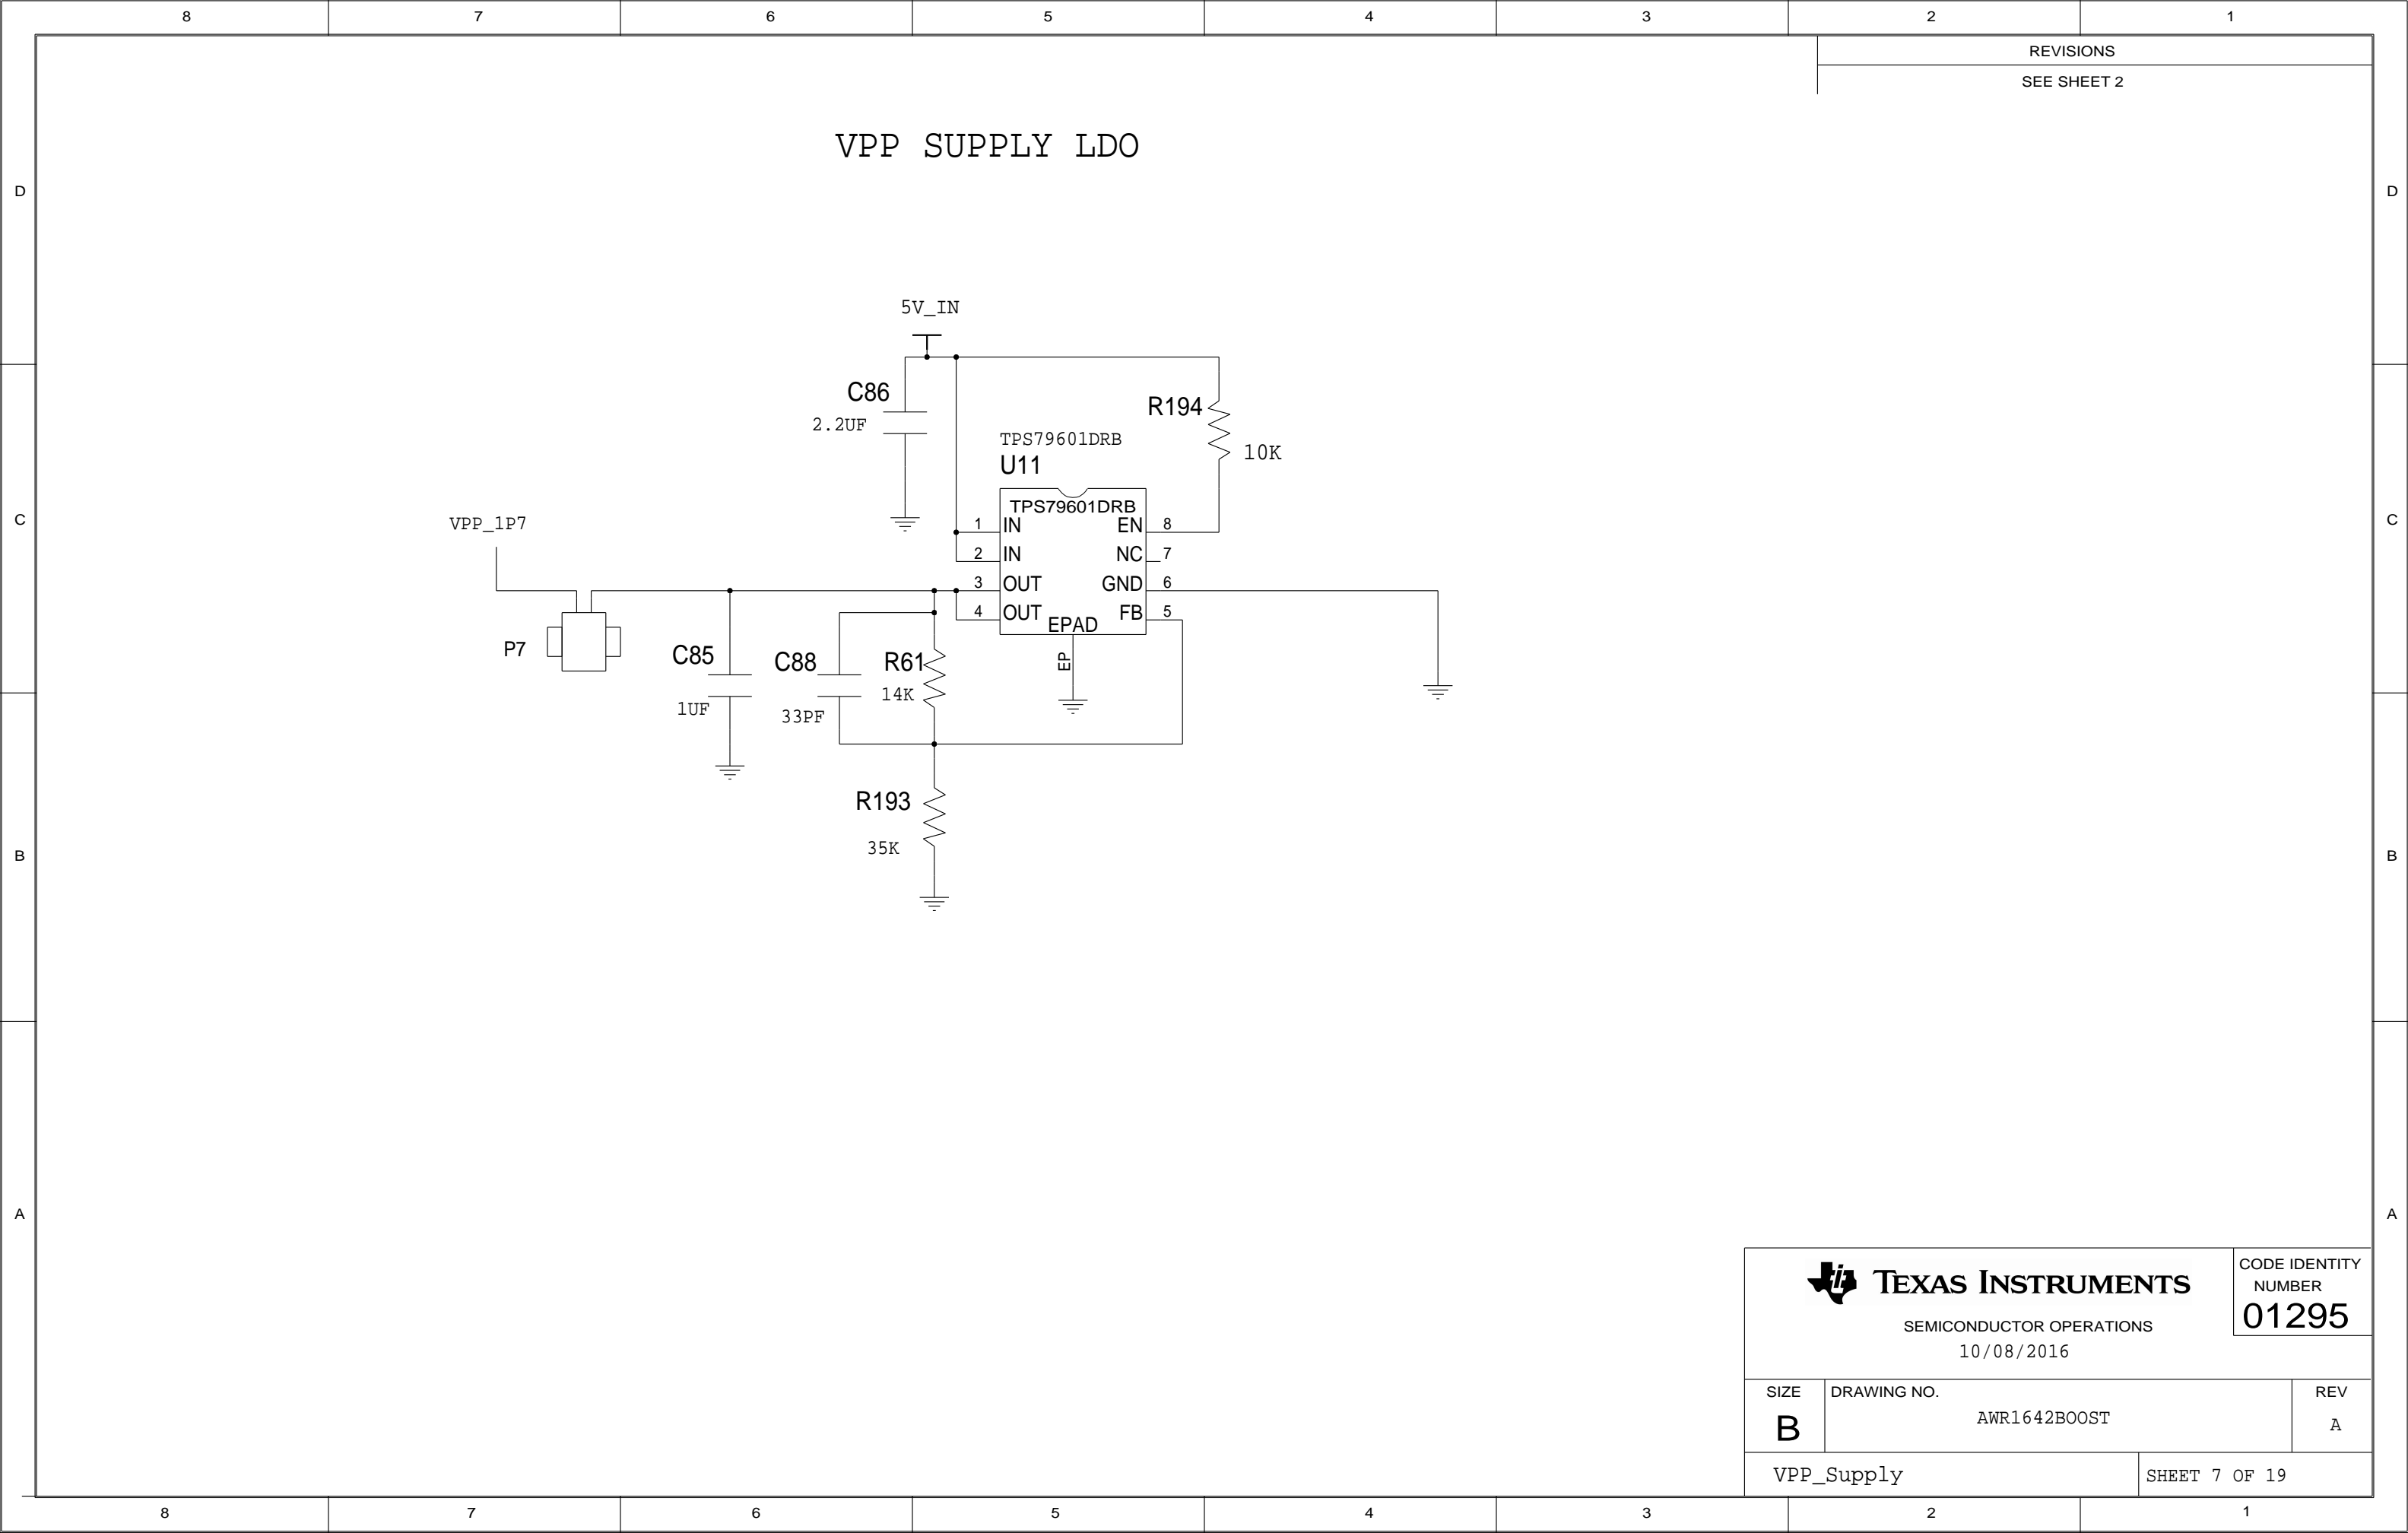 8 7 6 5 4 3 2 1
REVISIONS
SEE SHEET 2
VPP SUPPLY LDO
D D
5V_IN
C86
2.2UF
R194
10K
TPS79601DRB
U11
TPS79601DRB
C C
VPP_1P7
1 IN EN 8
2 IN NC 7
3 OUT GND 6
4 OUT FB 5
EPAD
EP
P7
C85
1UF
C88
33PF
R61
14K
R193
35K
B B
A A
TEXAS INSTRUMENTS
SEMICONDUCTOR OPERATIONS
10/08/2016
CODE IDENTITY
NUMBER
01295
SIZE
B
DRAWING NO.
AWR1642BOOST
REV
A
VPP_Supply
SHEET 7 OF 19
8 7 6 5 4 3 2 1